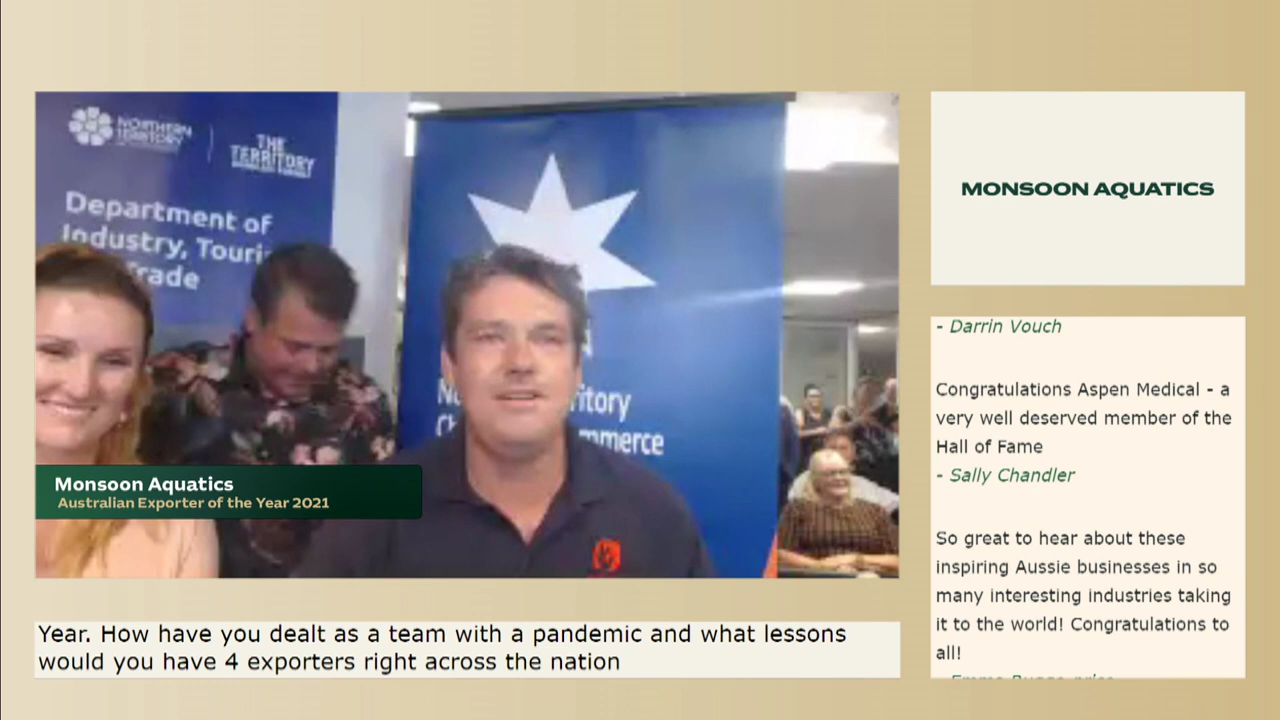 NORTHERN
TERRITORY
THE
TERRITORY
Department of
Industry, Touri
Trade
ritory
mmerce
Monsoon Aquatics
Australian Exporter of the Year 2021
Year. How have you dealt as a team with a pandemic and what lessons
would you have 4 exporters right across the nation
MONSOON AQUATICS
- Darrin Vouch
Congratulations Aspen Medical - a
very well deserved member of the
Hall of Fame
- Sally Chandler
So great to hear about these
inspiring Aussie businesses in so
many interesting industries taking
it to the world! Congratulations to
all!